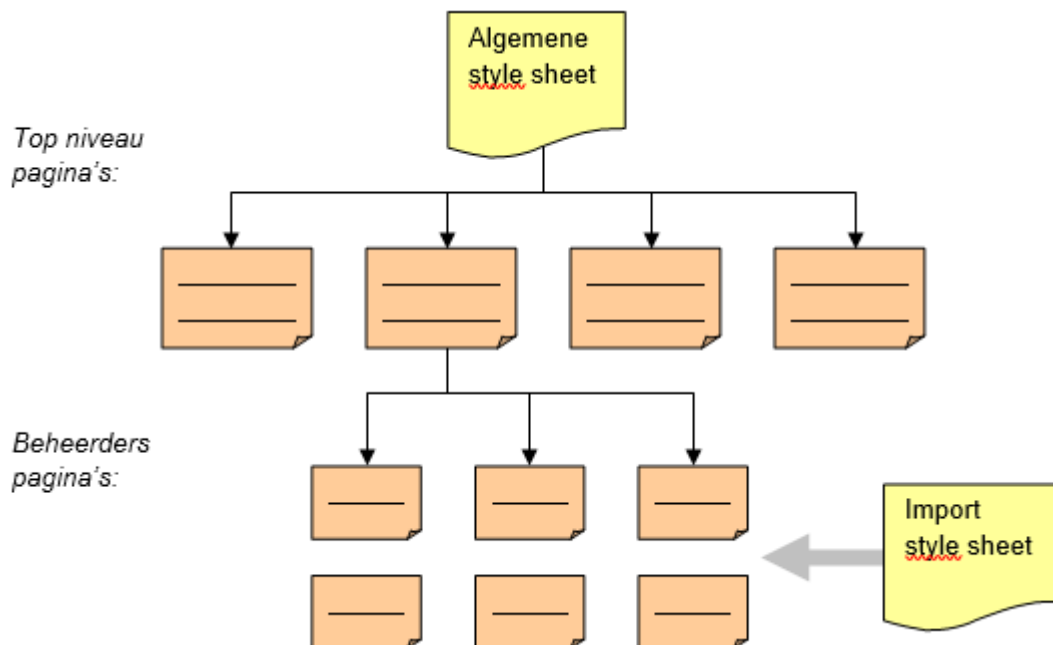 Algemene
style sheet
Top niveau
pagina's:
Beheerders
pagina's:
Import
style sheet